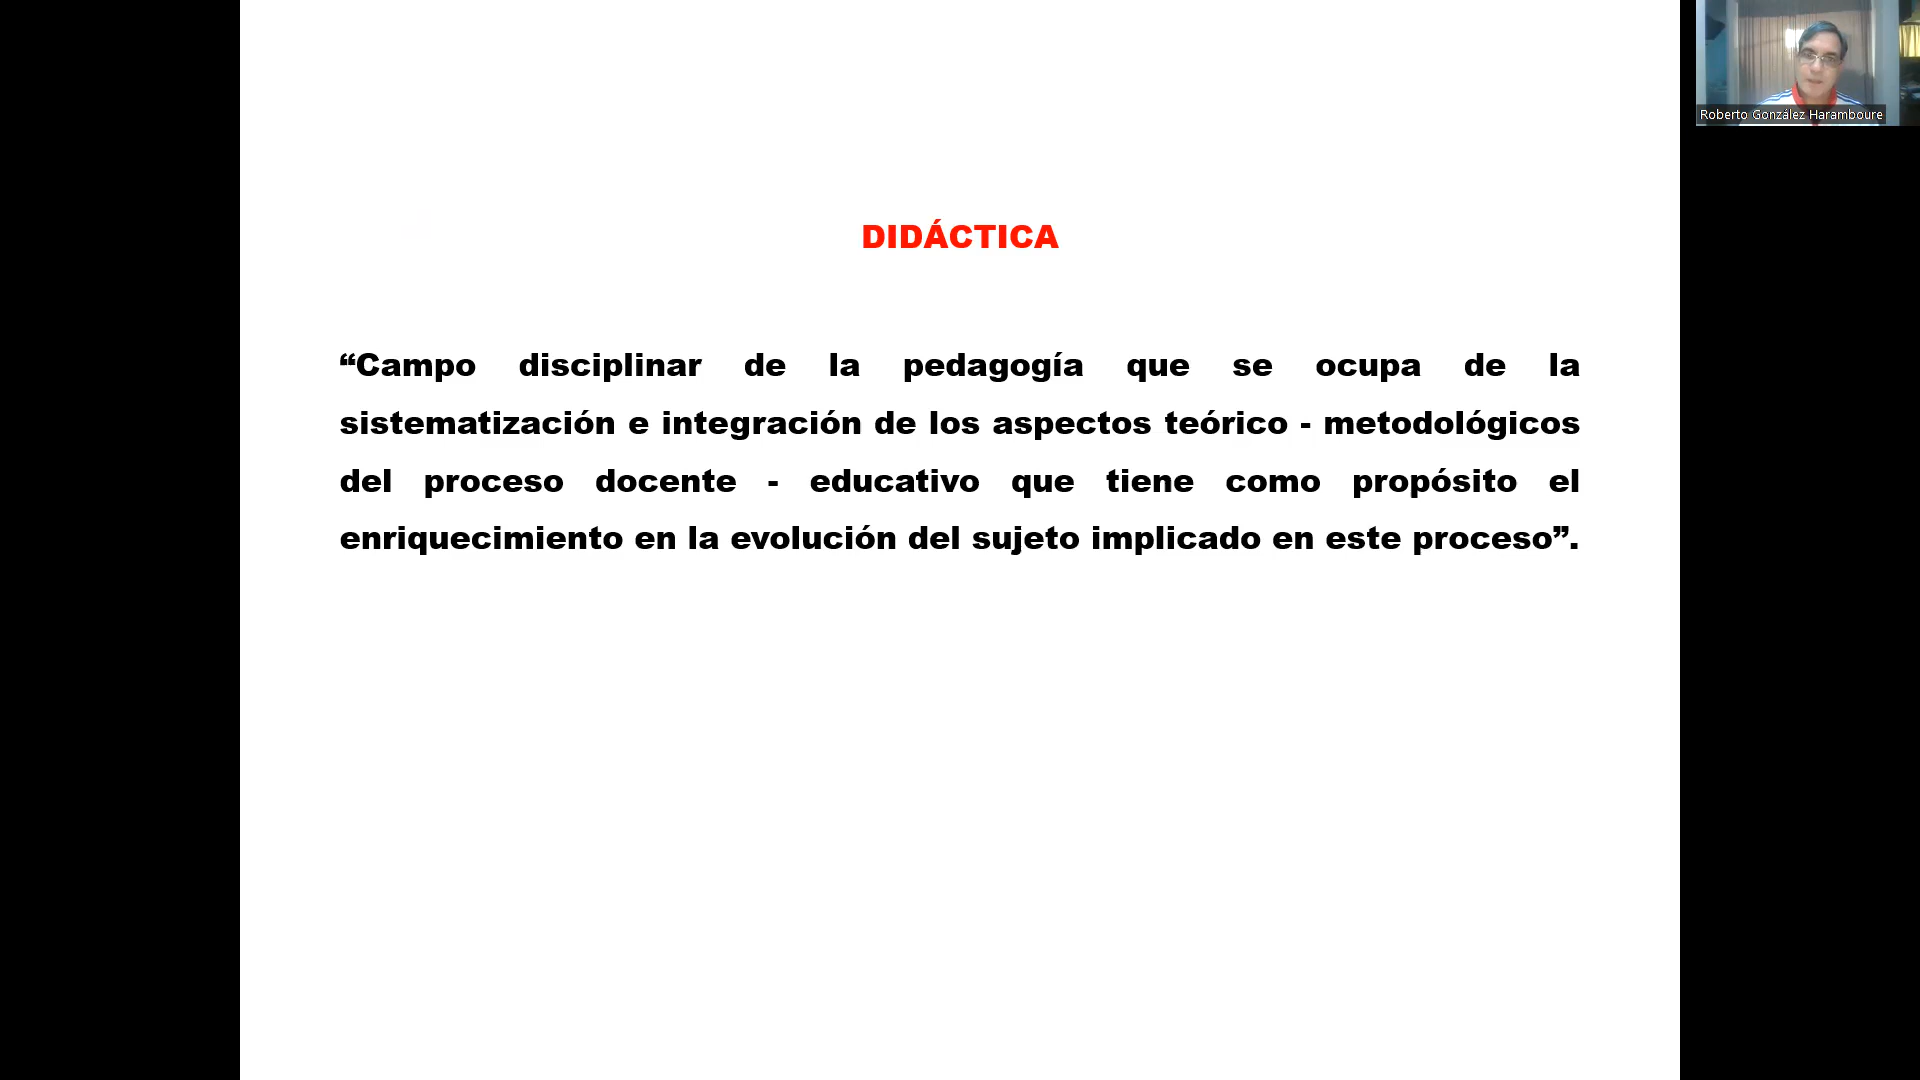 Roberto González Haramboure
DIDÁCTICA
“Campo disciplinar de la pedagogía que se ocupa de la
sistematización e integración de los aspectos teórico - metodológicos
del proceso docente - educativo que tiene como propósito el
enriquecimiento en la evolución del sujeto implicado en este proceso”.